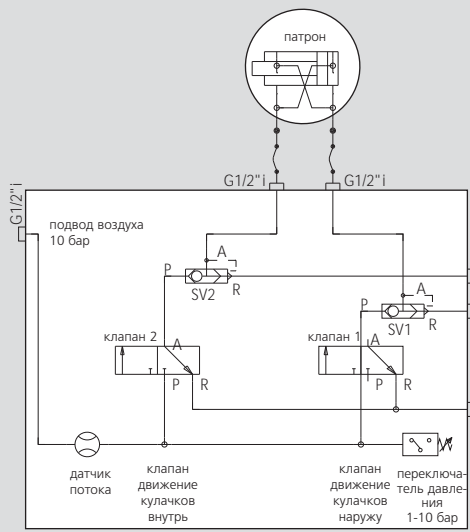 патрон
G1/2"i
G1/2"i
G1/2"i
подвод воздуха
10 бар
A
P
R
SV2
A
P
R
SV1
клапан 2
A
P
R
клапан 1
A
P
R
датчик
потока
клапан
движение
кулачков
внутрь
клапан
движение
кулачков
наружу
переключа-
тель давле-
ния
1-10 бар